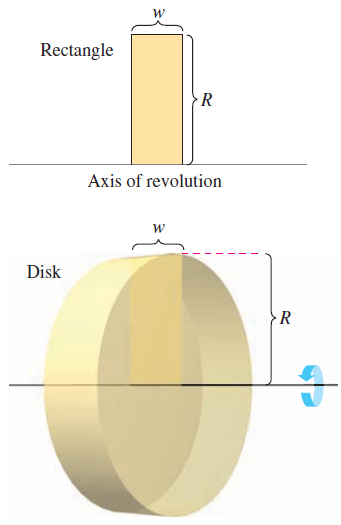 w
Rectangle
R
Axis of revolution
w
Disk
R